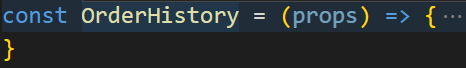 const OrderHistory = (props) => {···
}